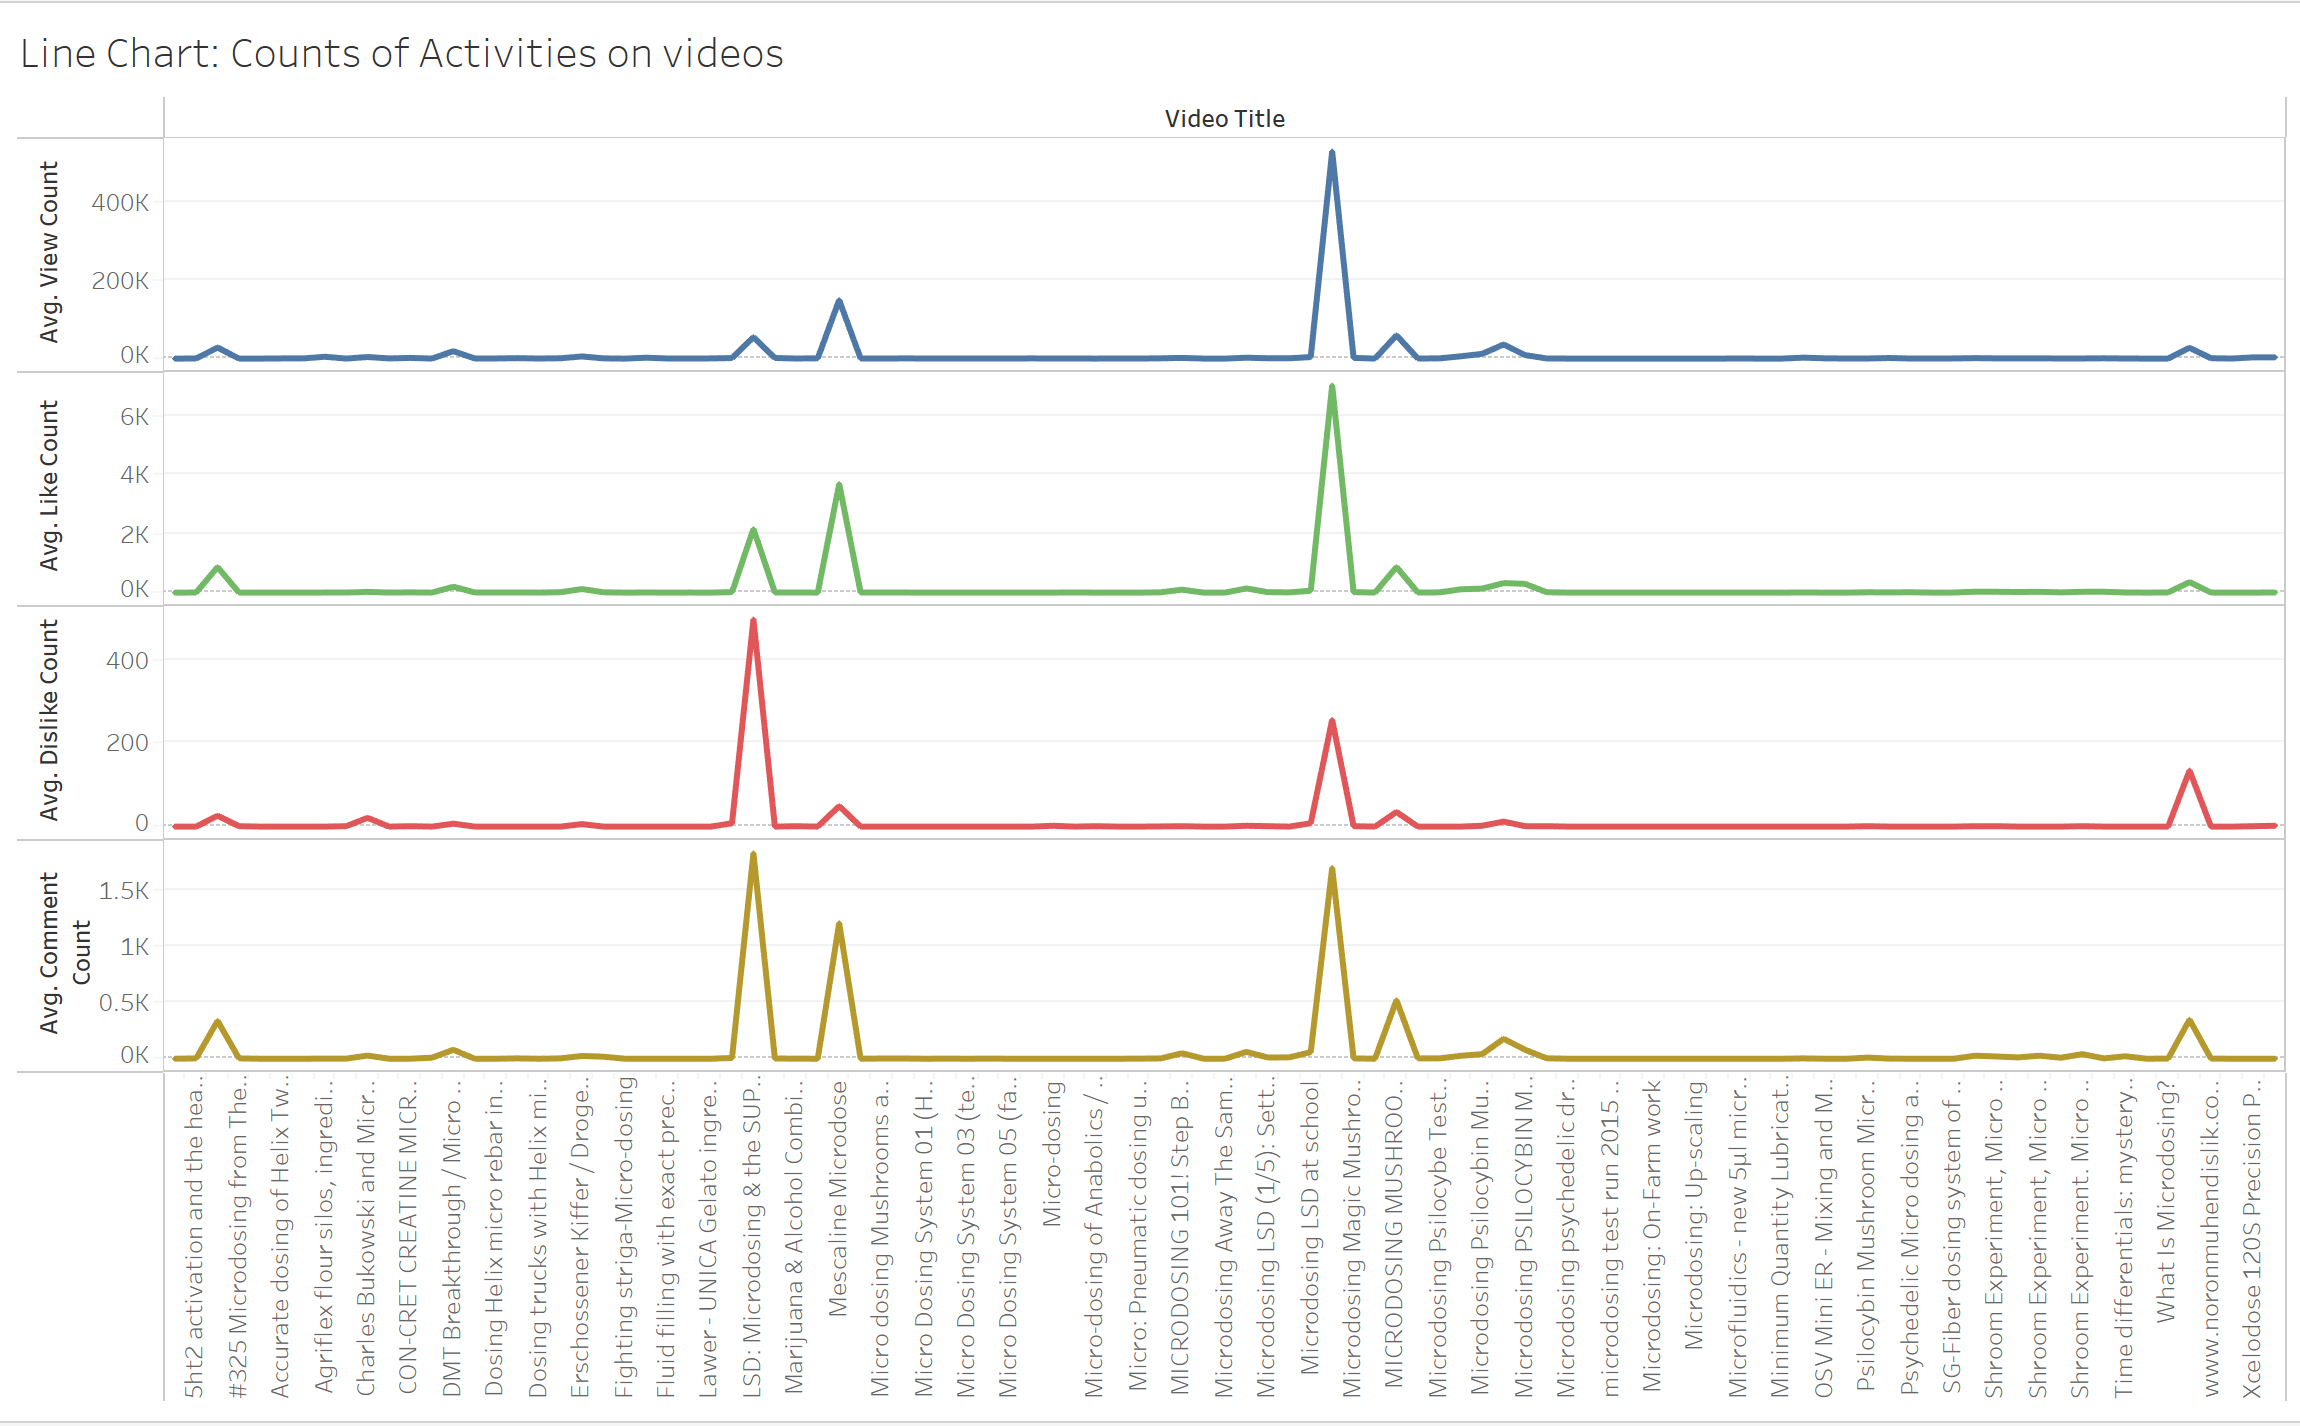 Line Chart: Counts of Activities on videos
Video Title
Avg. View Count
400K
200K
0K
Avg. Like Count
6K
4K
2K
0K
Avg. Dislike Count
400
200
0
Avg. Comment
Count
1.5K
1K
0.5K
0K
5ht2 activation and the hea..
#325 Microdosing from The..
Accurate dosing of Helix Tw..
Agriflex flour silos, ingredi..
Charles Bukowski and Micr..
CON-CRET CREATINE MICR..
DMT Breakthrough / Micro ..
Dosing Helix micro rebar in..
Dosing trucks with Helix mi..
Erschossener Kiffer / Droge..
Fighting striga-Micro-dosing
Fluid filling with exact prec..
Lawer - UNICA Gelato ingre..
LSD: Microdosing & the SUP..
Marijuana & Alcohol Combi..
Mescaline Microdose
Micro dosing Mushrooms a..
Micro Dosing System 01 (H..
Micro Dosing System 03 (te..
Micro Dosing System 05 (fa..
Micro-dosing
Micro-dosing of Anabolics / ..
Micro: Pneumatic dosing u..
MICRODOSING 101! Step B..
Microdosing Away The Sam..
Microdosing LSD (1/5): Sett..
Microdosing LSD at school
Microdosing Magic Mushro..
MICRODOSING MUSHROO..
Microdosing Psilocybe Test..
Microdosing Psilocybin Mu..
Microdosing PSILOCYBIN M..
Microdosing psychedelic dr..
microdosing test run 2015 ..
Microdosing: On-Farm work
Microdosing: Up-scaling
Microfluidics - new 5µl micr..
Minimum Quantity Lubricat..
OSV Mini ER - Mixing and M..
Psilocybin Mushroom Micr..
Psychedelic Micro dosing a..
SG-Fiber dosing system of ..
Shroom Experiment, Micro ..
Shroom Experiment, Micro ..
Shroom Experiment. Micro ..
Time differentials: mystery..
What Is Microdosing?
www.noronmuhendislik.co..
Xcelodose 120S Precision P..